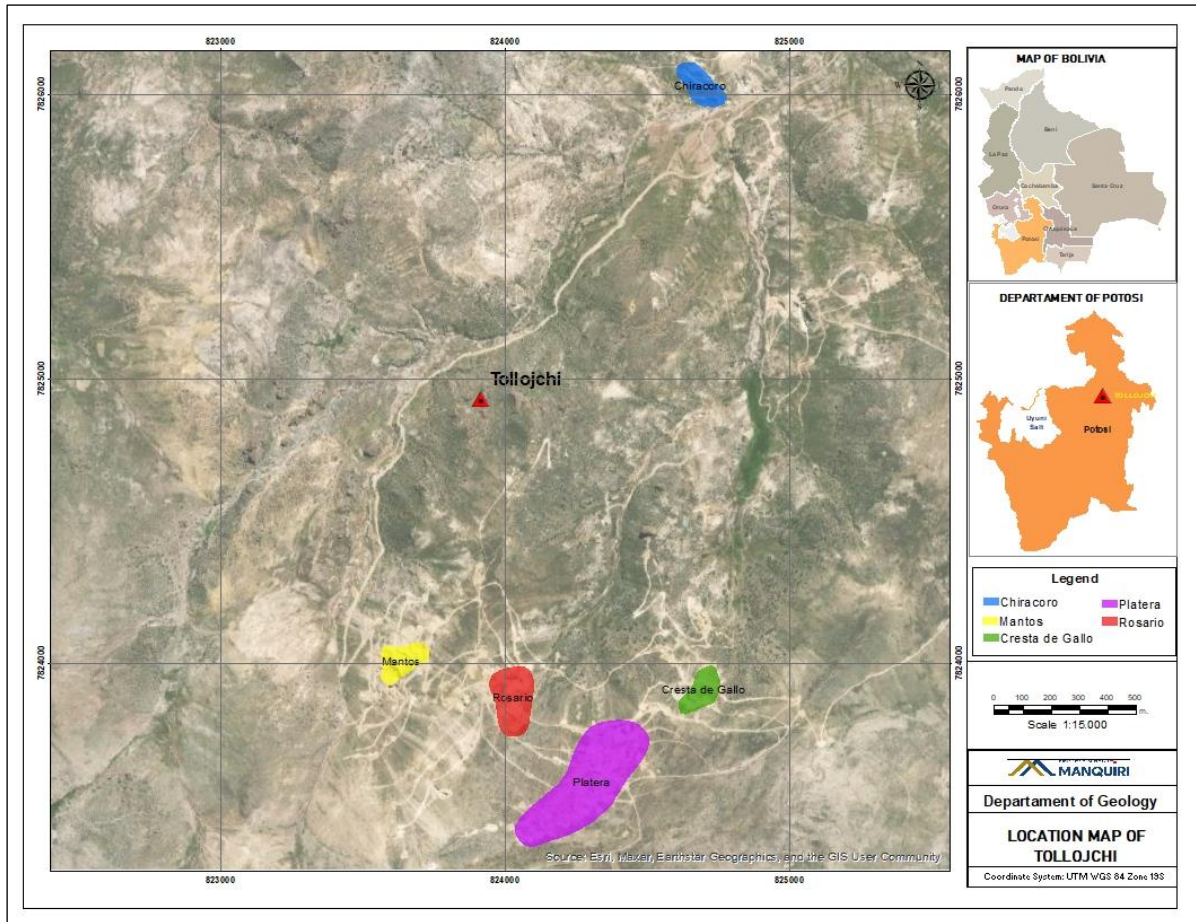 823000 824000 825000
7826000
7825000
7824000
7826000
7825000
7824000
Chiracoro
Tollojchi
Mantos
Rosario
Cresta de Gallo
Platera
Source: Esri, Maxar, Earthstar Geographics, and the GIS User Community
823000 824000 825000
MAP OF BOLIVIA
Pando
Beni
La Paz
Cochabamba
Santa Cruz
Oruro
Chuquisaca
Potosi
Tarija
DEPARTAMENT OF POTOSI
Uyuni
Salt
Potosi
Legend
Chiracoro
Platera
Mantos
Rosario
Cresta de Gallo
0 100 200 300 400 500
m.
Scale 1:15.000
MANQUIRI
Departament of Geology
LOCATION MAP OF
TOLLOJCHI
Coordinate System: UTM WGS 84 Zone 19S